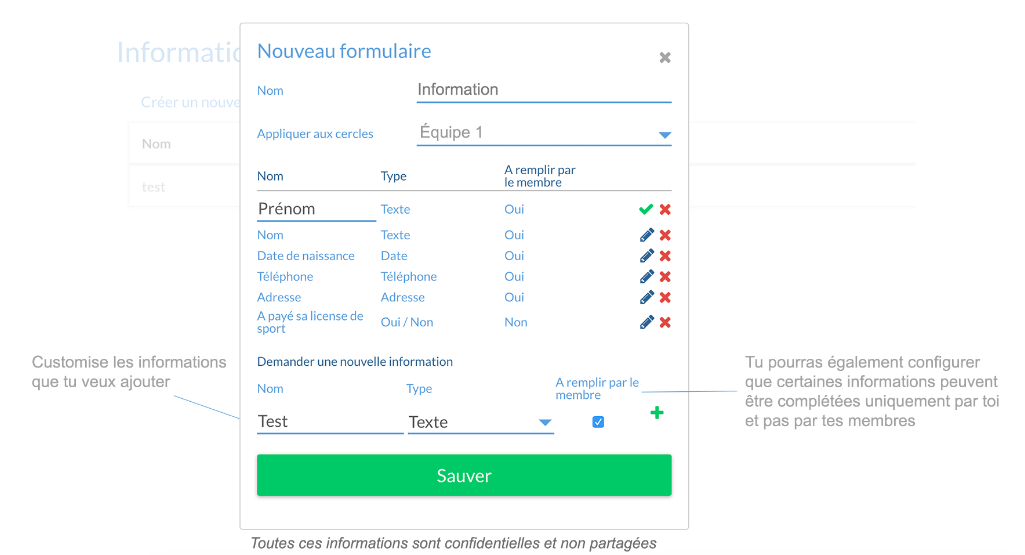 Informatio
Nouveau formulaire
Créer un nouve
Nom
Information
Appliquer aux cercles
Équipe 1
Nom
test
Nom Type A remplir par
le membre
Prénom Texte Oui
Nom Texte Oui
Date de naissance Date Oui
Téléphone Téléphone Oui
Adresse Adresse Oui
A payé sa license de
sport
Oui / Non Non
Demander une nouvelle information
Nom Type A remplir par le
membre
Test Texte
Sauver
Customise les informations
que tu veux ajouter
Tu pourras également configurer
que certaines informations peuvent
être complétées uniquement par toi
et pas par tes membres
Toutes ces informations sont confidentielles et non partagées